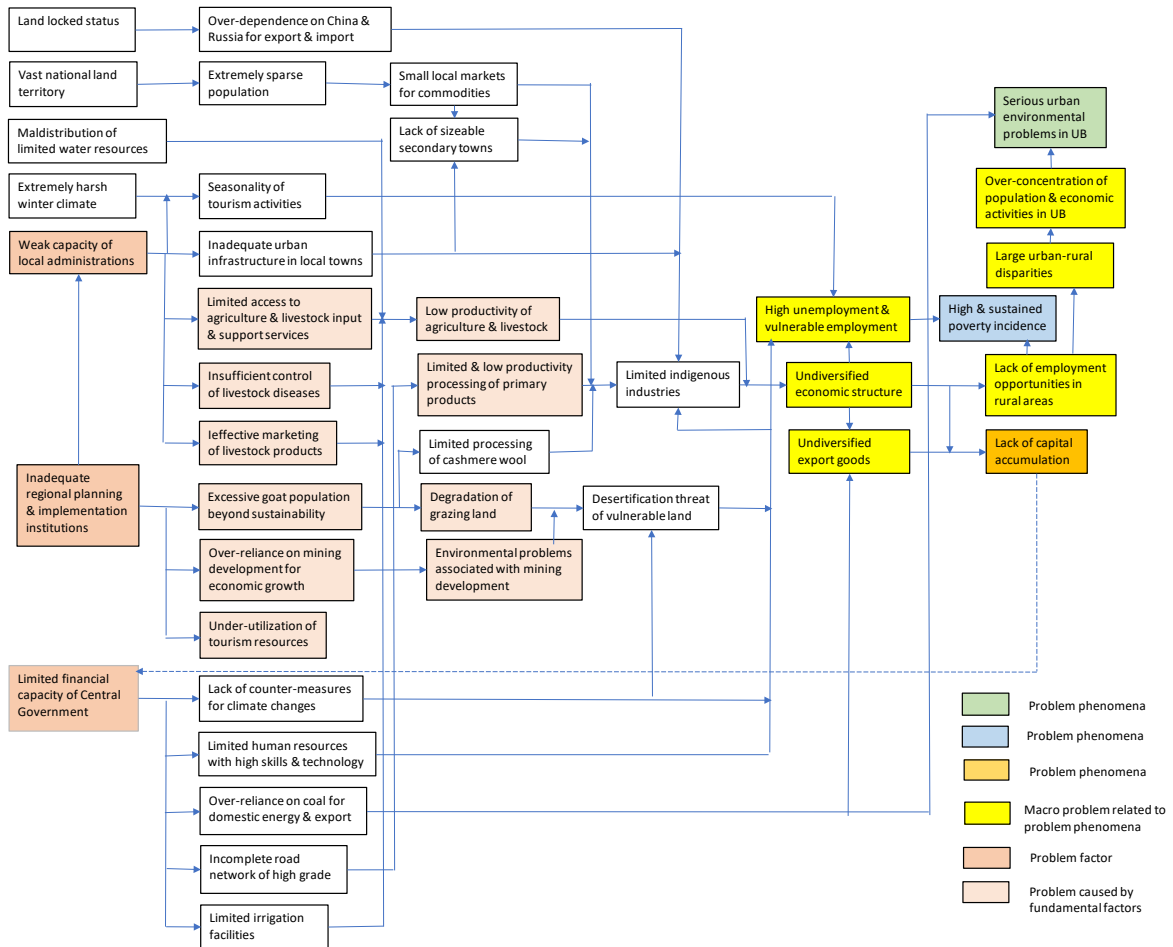 Land locked status
Over-dependence on China &
Russia for export & import
Vast national land
territory
Extremely sparse
population
Small local markets
for commodities
Serious urban
environmental
problems in UB
Maldistribution of
limited water resources
Lack of sizeable
secondary towns
Extremely harsh
winter climate
Seasonality of
tourism activities
Over-concentration of
population & economic
activities in UB
Weak capacity of
local administrations
Inadequate urban
infrastructure in local towns
Large urban-rural
disparities
Limited access to
agriculture & livestock input
& support services
Low productivity of
agriculture & livestock
High unemployment &
vulnerable employment
High & sustained
poverty incidence
Insufficient control
of livestock diseases
Limited & low productivity
processing of primary
products
Limited indigenous
industries
Undiversified
economic structure
Lack of employment
opportunities in
rural areas
Ieffective marketing
of livestock products
Limited processing
of cashmere wool
Undiversified
export goods
Lack of capital
accumulation
Inadequate
regional planning
& implementation
institutions
Excessive goat population
beyond sustainability
Degradation of
grazing land
Desertification threat
of vulnerable land
Over-reliance on mining
development for
economic growth
Environmental problems
associated with mining
development
Under-utilization of
tourism resources
Limited financial
capacity of Central
Government
Lack of counter-measures
for climate changes
Limited human resources
with high skills & technology
Over-reliance on coal for
domestic energy & export
Incomplete road
network of high grade
Limited irrigation
facilities
Problem phenomena
Problem phenomena
Problem phenomena
Macro problem related to
problem phenomena
Problem factor
Problem caused by
fundamental factors